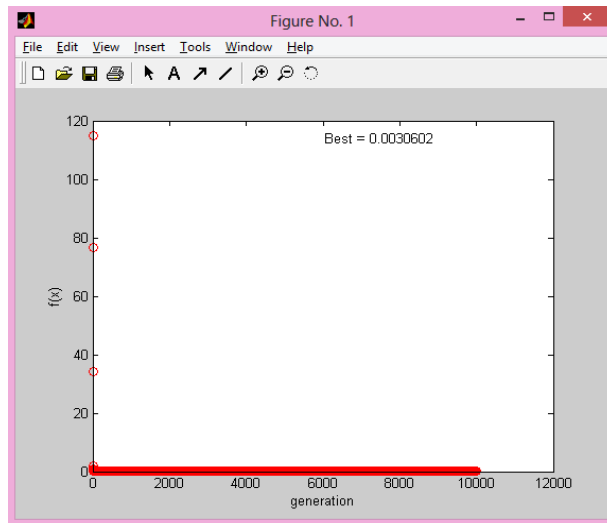 Figure No. 1
File Edit View Insert Tools Window Help
A
Best = 0.0030602
120
100
80
60
40
20
0
f(x)
0 2000 4000 6000 8000 10000 12000
generation